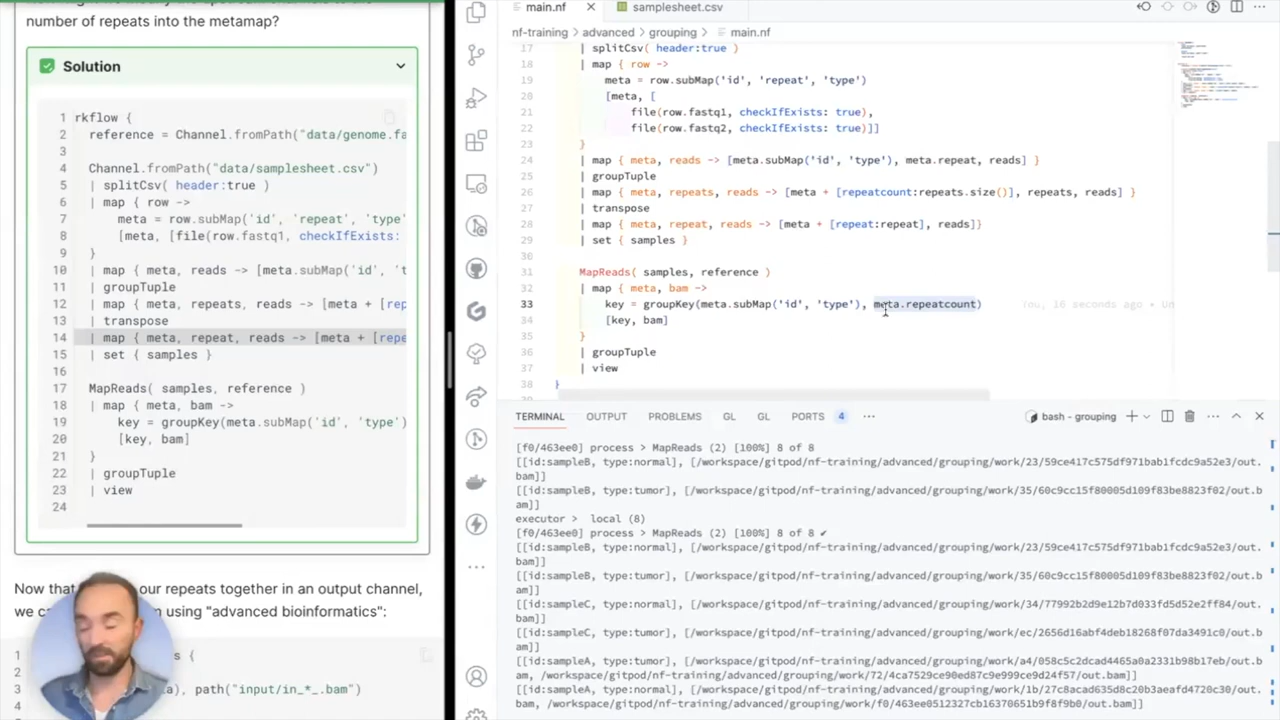 number of repeats into the metamap?
Solution
1 rkflow {
2 reference = Channel.fromPath("data/genome.fa
3
4 Channel.fromPath("data/samplesheet.csv")
5 | splitCsv( header:true )
6 | map { row ->
7 meta = row.subMap('id', 'repeat', 'type'
8 [meta, [file(row.fastq1, checkIfExists:
9 }
10 | map { meta, reads -> [meta.subMap('id', 't
11 | groupTuple
12 | map { meta, repeats, reads -> [meta + [rep
13 | transpose
14 | map { meta, repeat, reads -> [meta + [repe
15 | set { samples }
16
17 MapReads( samples, reference )
18 | map { meta, bam ->
19 key = groupKey(meta.subMap('id', 'type')
20 [key, bam]
21 }
22 | groupTuple
23 | view
24
Now that our repeats together in an output channel,
we c using "advanced bioinformatics":
1 s {
2
3 a), path("input/in_*_.bam")
4
main.nf
samplesheet.csv
nf-training > advanced > grouping > main.nf
17 | splitCsv( header:true )
18 | map { row ->
19 meta = row.subMap('id', 'repeat', 'type')
20 [meta, [
21 file(row.fastq1, checkIfExists: true),
22 file(row.fastq2, checkIfExists: true)]]
23 }
24 | map { meta, reads -> [meta.subMap('id', 'type'), meta.repeat, reads] }
25 | groupTuple
26 | map { meta, repeats, reads -> [meta + [repeatcount:repeats.size()], repeats, reads] }
27 | transpose
28 | map { meta, repeat, reads -> [meta + [repeat:repeat], reads]}
29 | set { samples }
30
31 MapReads( samples, reference )
32 | map { meta, bam ->
33 key = groupKey(meta.subMap('id', 'type'), meta.repeatcount) You, 16 seconds ago • Un
34 [key, bam]
35 }
36 | groupTuple
37 | view
38 }
TERMINAL OUTPUT PROBLEMS GL GL PORTS 4 ... bash - grouping
[f0/463ee0] process > MapReads (2) [100%] 8 of 8
[[id:sampleB, type:normal], [/workspace/gitpod/nf-training/advanced/grouping/work/23/59ce417c575df971bab1fcdc9a52e3/out.
bam]]
[[id:sampleB, type:tumor], [/workspace/gitpod/nf-training/advanced/grouping/work/35/60c9cc15f80005d109f83be8823f02/out.b
am]]
executor > local (8)
[f0/463ee0] process > MapReads (2) [100%] 8 of 8 ✔
[[id:sampleB, type:normal], [/workspace/gitpod/nf-training/advanced/grouping/work/23/59ce417c575df971bab1fcdc9a52e3/out.
bam]]
[[id:sampleB, type:tumor], [/workspace/gitpod/nf-training/advanced/grouping/work/35/60c9cc15f80005d109f83be8823f02/out.b
am]]
[[id:sampleC, type:normal], [/workspace/gitpod/nf-training/advanced/grouping/work/34/77992b2d9e12b7d033fd5d52e2ff84/out.
bam]]
[[id:sampleC, type:tumor], [/workspace/gitpod/nf-training/advanced/grouping/work/ec/2656d16abf4deb18268f07da3491c0/out.b
am]]
[[id:sampleA, type:tumor], [/workspace/gitpod/nf-training/advanced/grouping/work/a4/058c5c2dcad4465a0a2331b98b17eb/out.b
am, /workspace/gitpod/nf-training/advanced/grouping/work/72/4ca7529ce90ed87c9e999ce9d24f57/out.bam]]
[[id:sampleA, type:normal], [/workspace/gitpod/nf-training/advanced/grouping/work/1b/27c8acad635d8c20b3aeafd4720c30/out.
bam, /workspace/gitpod/nf-training/advanced/grouping/work/f0/463ee0512327cb16370651b9f8f9b0/out.bam]]